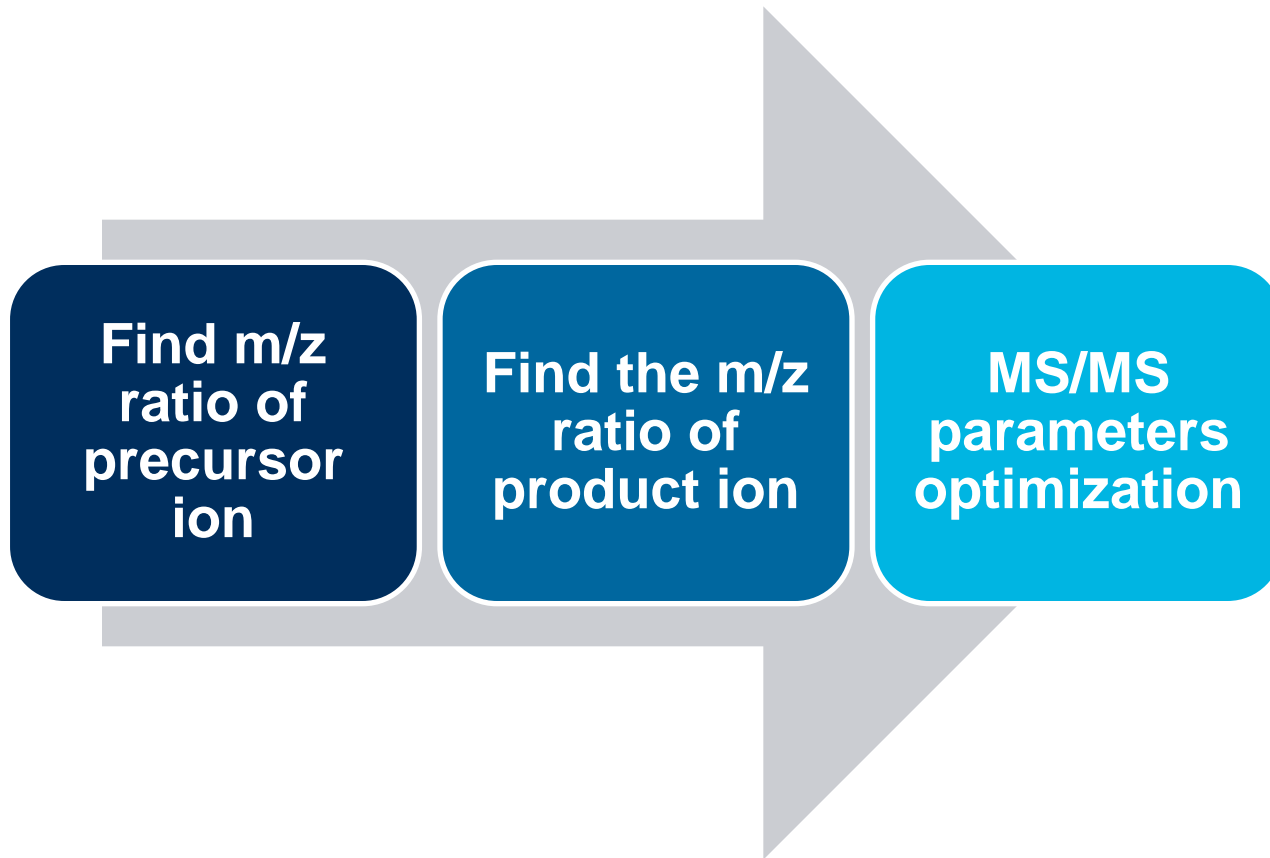 Find m/z
ratio of
precursor
ion
Find the m/z
ratio of
product ion
MS/MS
parameters
optimization